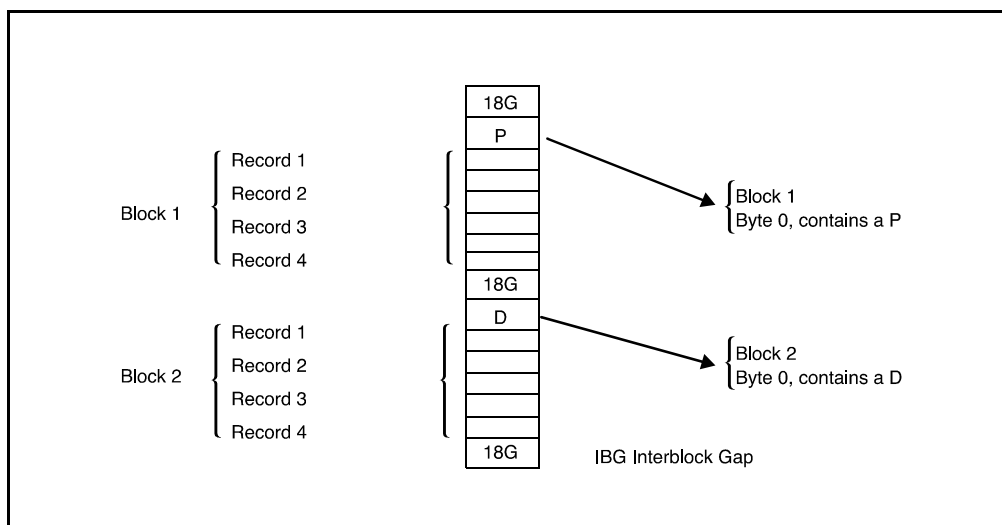 18G
P
Block 1
Record 1
Record 2
Record 3
Record 4
Block 1
Byte 0, contains a P
18G
D
Block 2
Record 1
Record 2
Record 3
Record 4
Block 2
Byte 0, contains a D
18G
IBG Interblock Gap